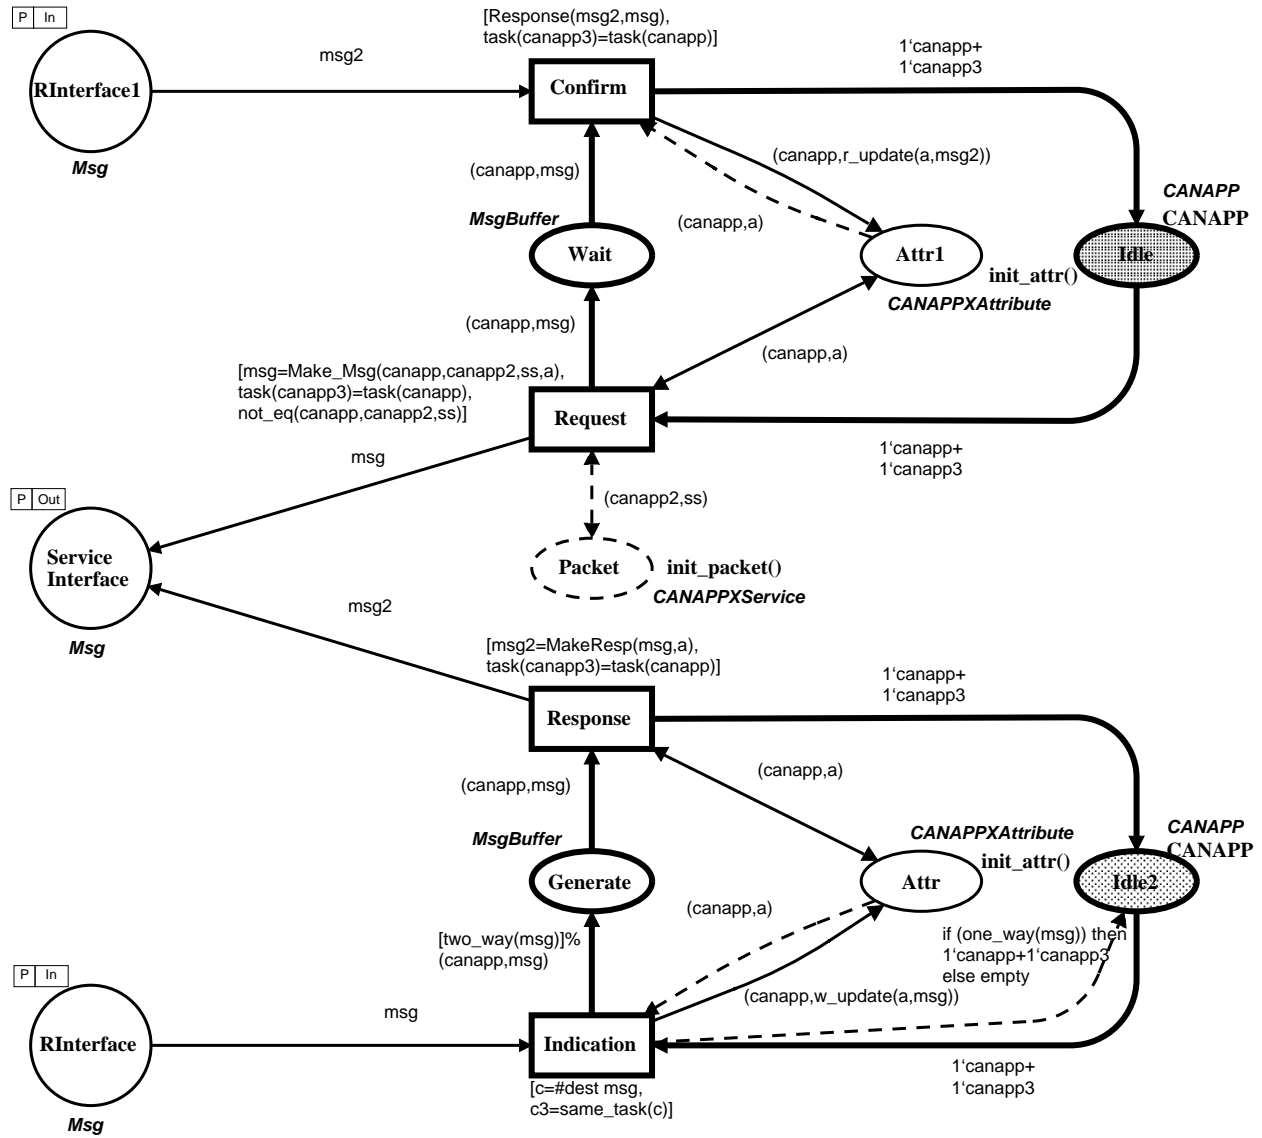 P In
[Response(msg2,msg),
task(canapp3)=task(canapp)]
msg2
1‘canapp+
1‘canapp3
RInterface1
Confirm
Msg
(canapp,msg)
(canapp,r_update(a,msg2))
(canapp,a)
MsgBuffer
CANAPP
CANAPP
Wait
Attr1
Idle
init_attr()
CANAPPXAttribute
(canapp,msg)
(canapp,a)
[msg=Make_Msg(canapp,canapp2,ss,a),
task(canapp3)=task(canapp),
not_eq(canapp,canapp2,ss)]
Request
1‘canapp+
1‘canapp3
msg
P Out
(canapp2,ss)
Service
Interface
Packet
init_packet()
CANAPPXService
msg2
Msg
[msg2=MakeResp(msg,a),
task(canapp3)=task(canapp)]
1‘canapp+
1‘canapp3
Response
(canapp,a)
(canapp,msg)
MsgBuffer
CANAPPXAttribute
CANAPP
CANAPP
init_attr()
Generate
Attr
Idle2
(canapp,a)
[two_way(msg)]%
(canapp,msg)
if (one_way(msg)) then
1‘canapp+1‘canapp3
else empty
P In
(canapp,w_update(a,msg))
msg
RInterface
Indication
1‘canapp+
1‘canapp3
[c=#dest msg,
c3=same_task(c)]
Msg